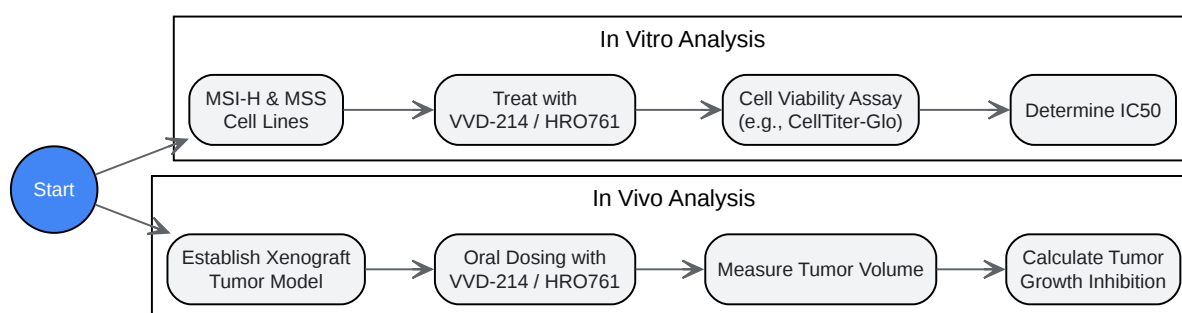 In Vitro Analysis
MSI-H & MSS
Cell Lines
Treat with
VVD-214 / HRO761
Cell Viability Assay
(e.g., CellTiter-Glo)
Determine IC50
Start
In Vivo Analysis
Establish Xenograft
Tumor Model
Oral Dosing with
VVD-214 / HRO761
Measure Tumor Volume
Calculate Tumor
Growth Inhibition